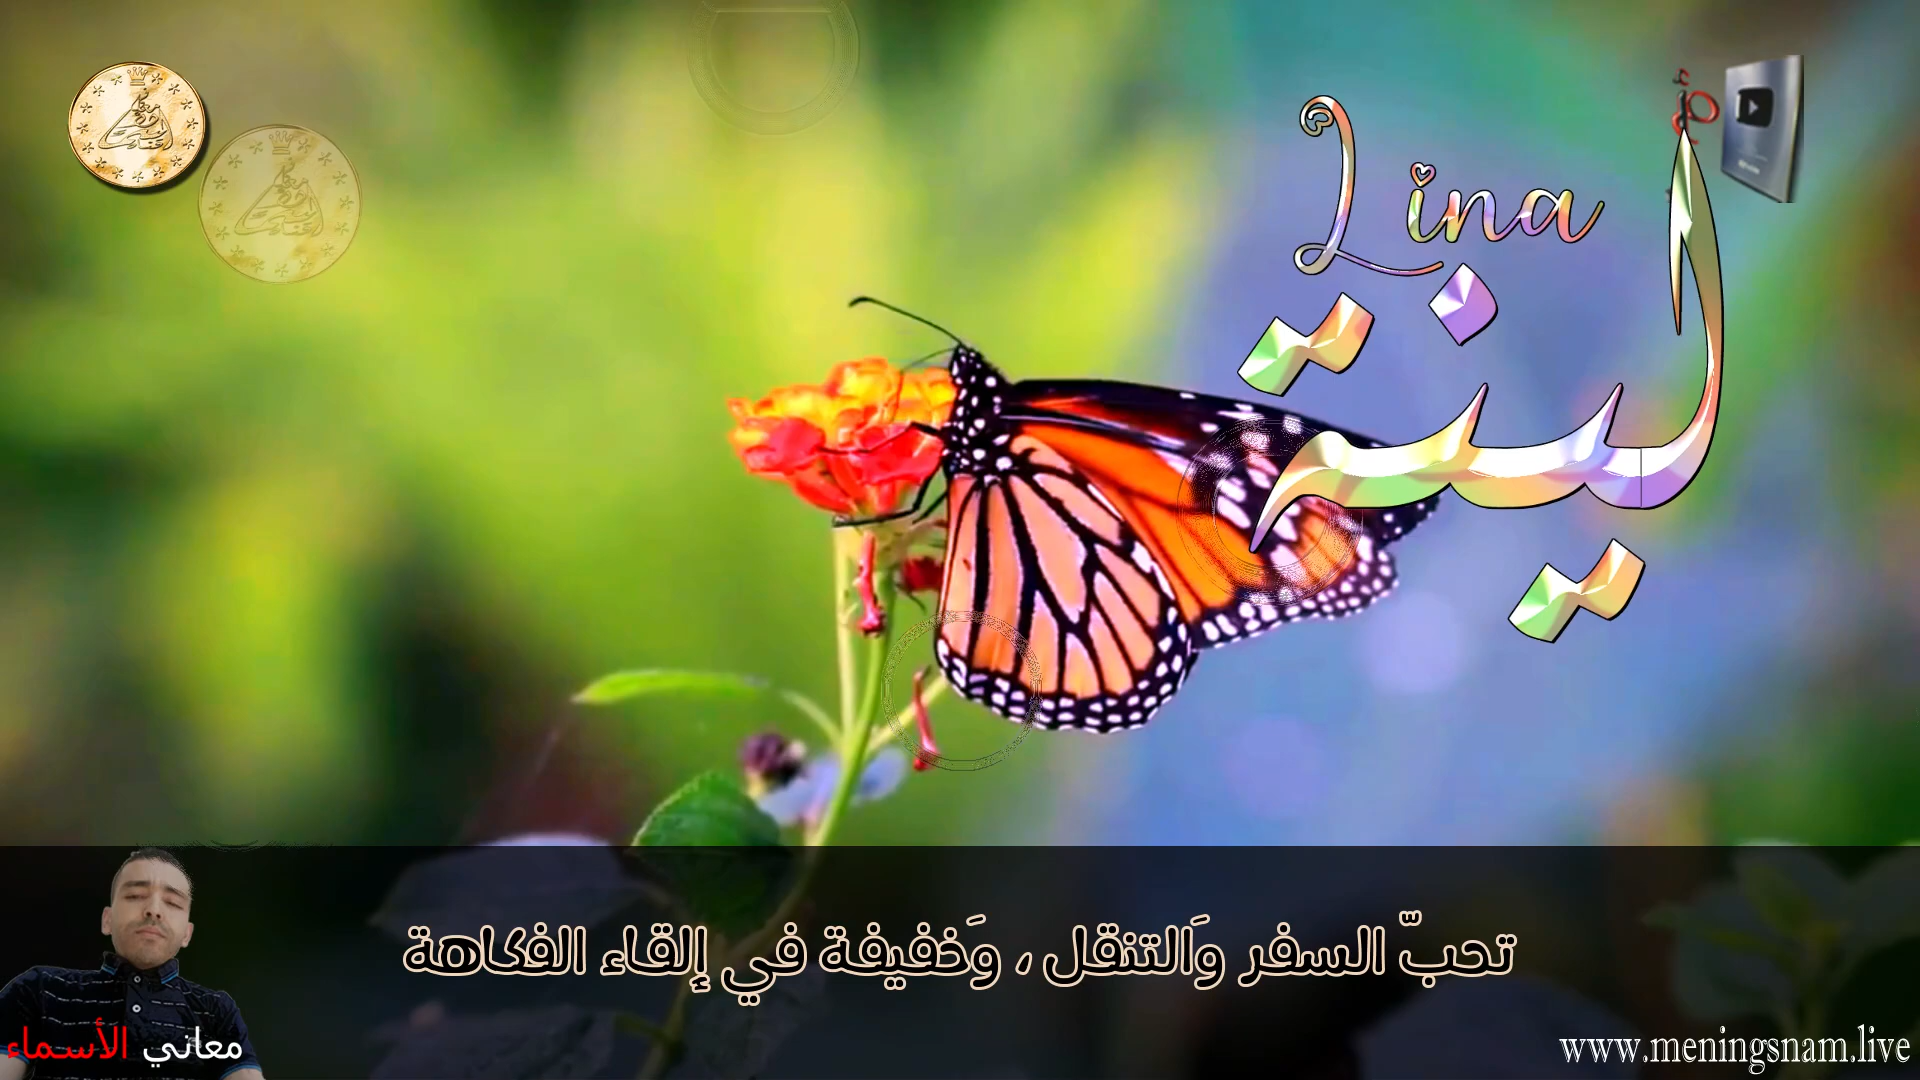 Lina
لينة
تحبّ السفر وَالتنقل ، وَخفيفة في إلقاء الفكاهة
معاني الأسماء
www.meningsnam.live